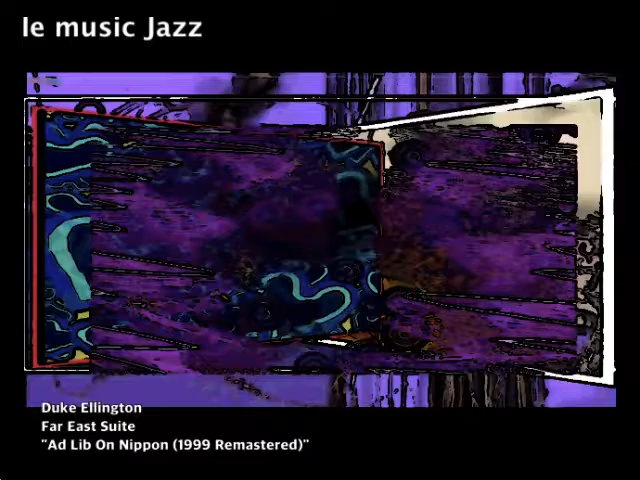 le music Jazz
Duke Ellington
Far East Suite
"Ad Lib On Nippon (1999 Remastered)"